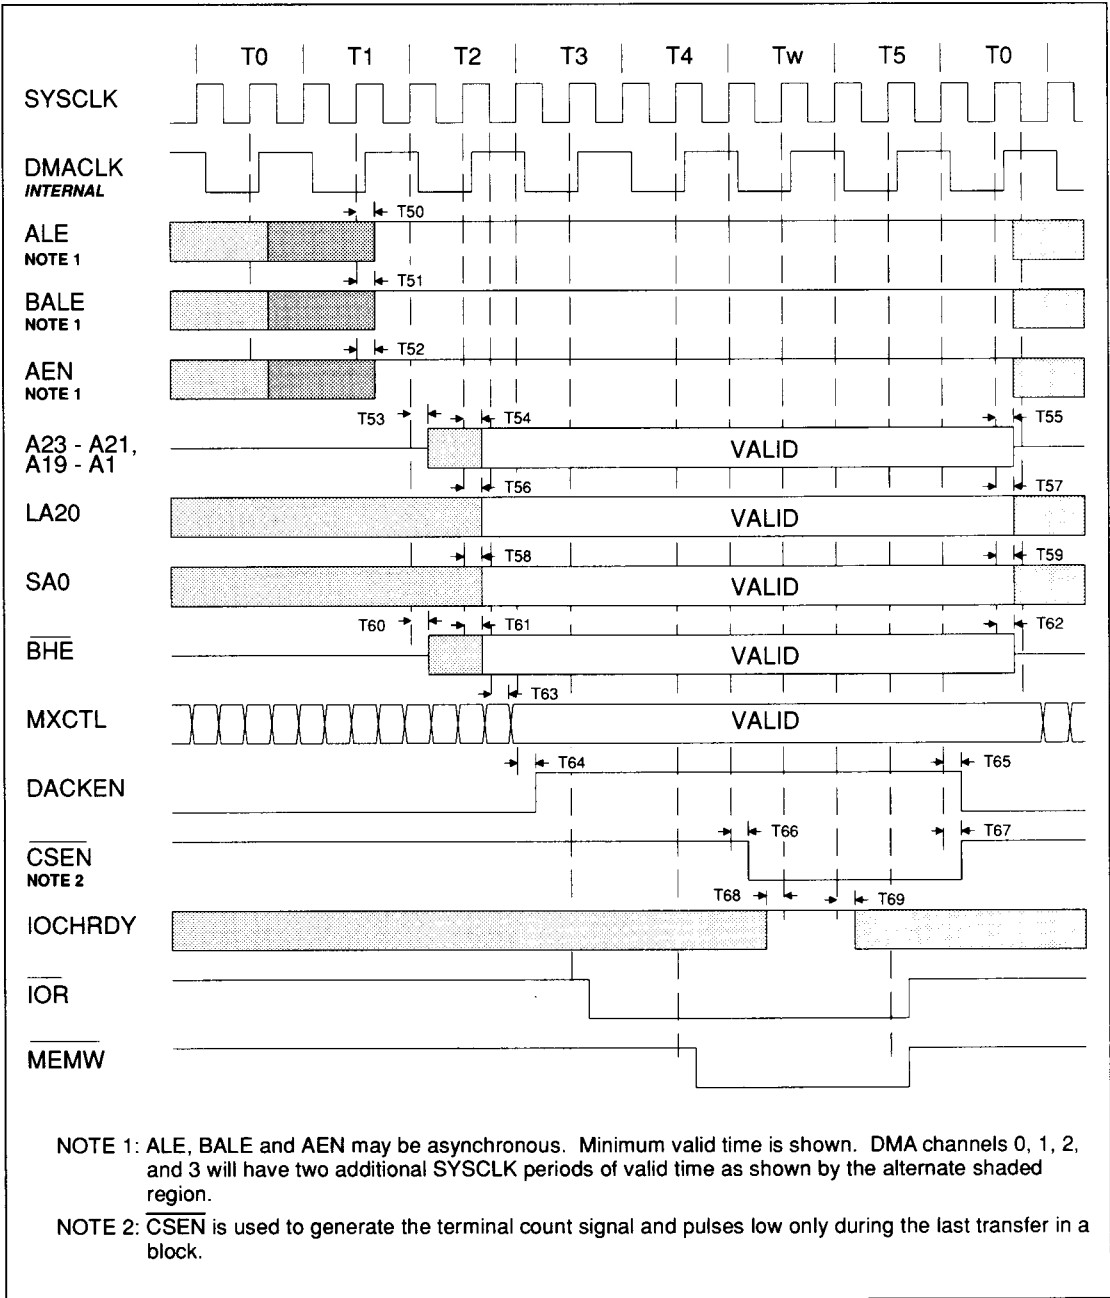 T0 T1 T2 T3 T4 Tw T5 T0
SYSCLK
DMACLK
INTERNAL
T50
ALE
NOTE 1
T51
BALE
NOTE 1
T52
AEN
NOTE 1
T53 T54 T55
A23 - A21,
A19 - A1
VALID
T56 T57
LA20 VALID
T58 T59
SA0 VALID
T60 T61 T62
BHE VALID
T63
MXCTL VALID
T64 T65
DACKEN
T66 T67
CSEN
NOTE 2
T68 T69
IOCHRDY
IOR
MEMW
NOTE 1: ALE, BALE and AEN may be asynchronous. Minimum valid time is shown. DMA channels 0, 1, 2,
and 3 will have two additional SYSCLK periods of valid time as shown by the alternate shaded
region.
NOTE 2: CSEN is used to generate the terminal count signal and pulses low only during the last transfer in a
block.